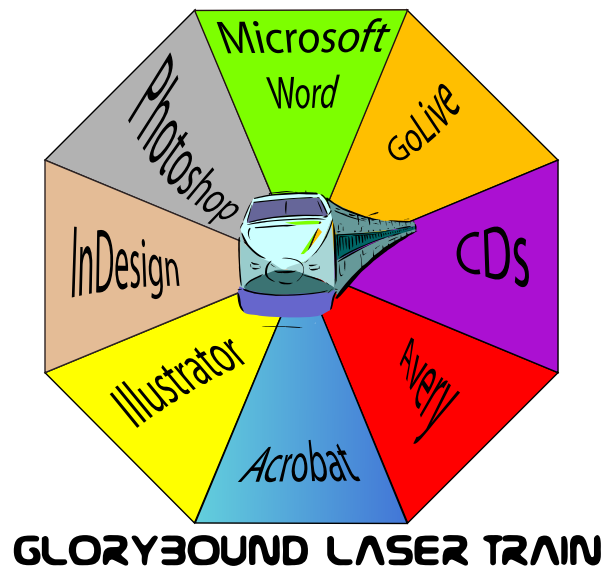 Microsoft
Word
GoLive
CDs
Avery
Acrobat
Illustrator
InDesign
Photoshop
GLORYBOUND LASER TRAIN